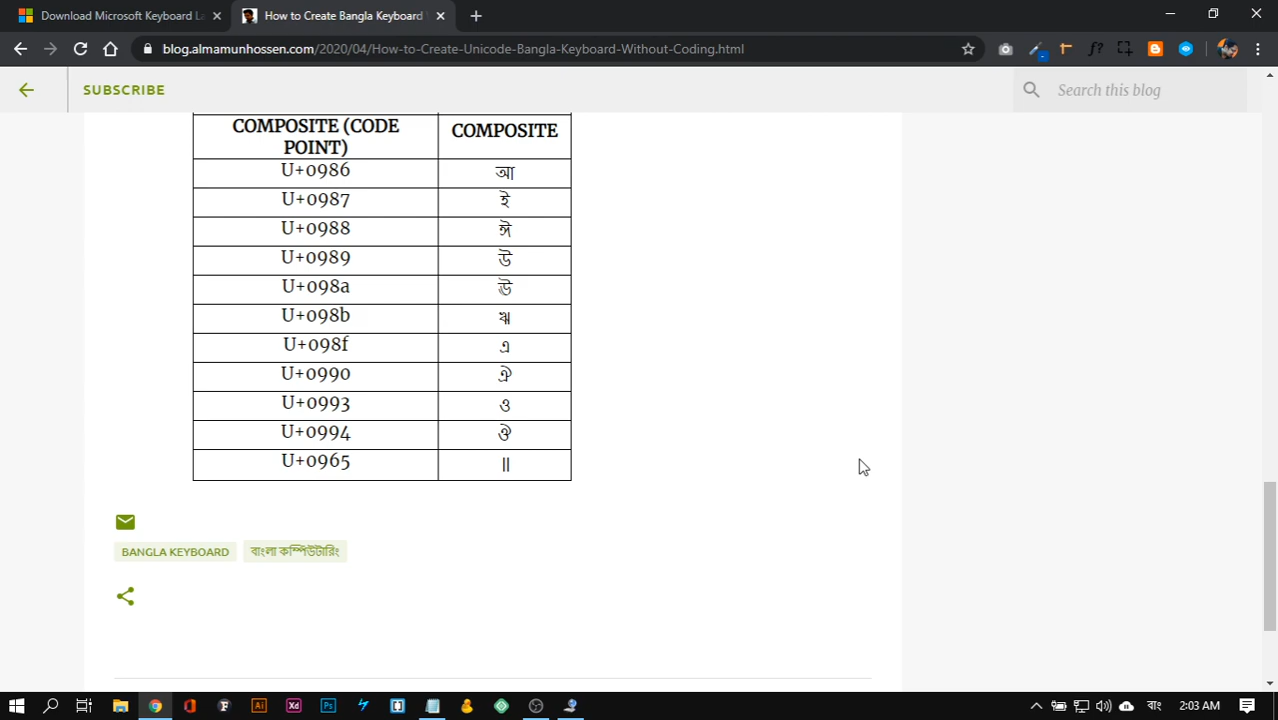 Download Microsoft Keyboard La
How to Create Bangla Keyboard
blog.almamunhossen.com/2020/04/How-to-Create-Unicode-Bangla-Keyboard-Without-Coding.html
SUBSCRIBE
Search this blog
COMPOSITE (CODE POINT) COMPOSITE
U+0986 আ
U+0987 ই
U+0988 ঈ
U+0989 উ
U+098a ঊ
U+098b ঋ
U+098f এ
U+0990 ঐ
U+0993 ও
U+0994 ঔ
U+0965 ॥
BANGLA KEYBOARD বাংলা কম্পিউটারিং
বাং 2:03 AM